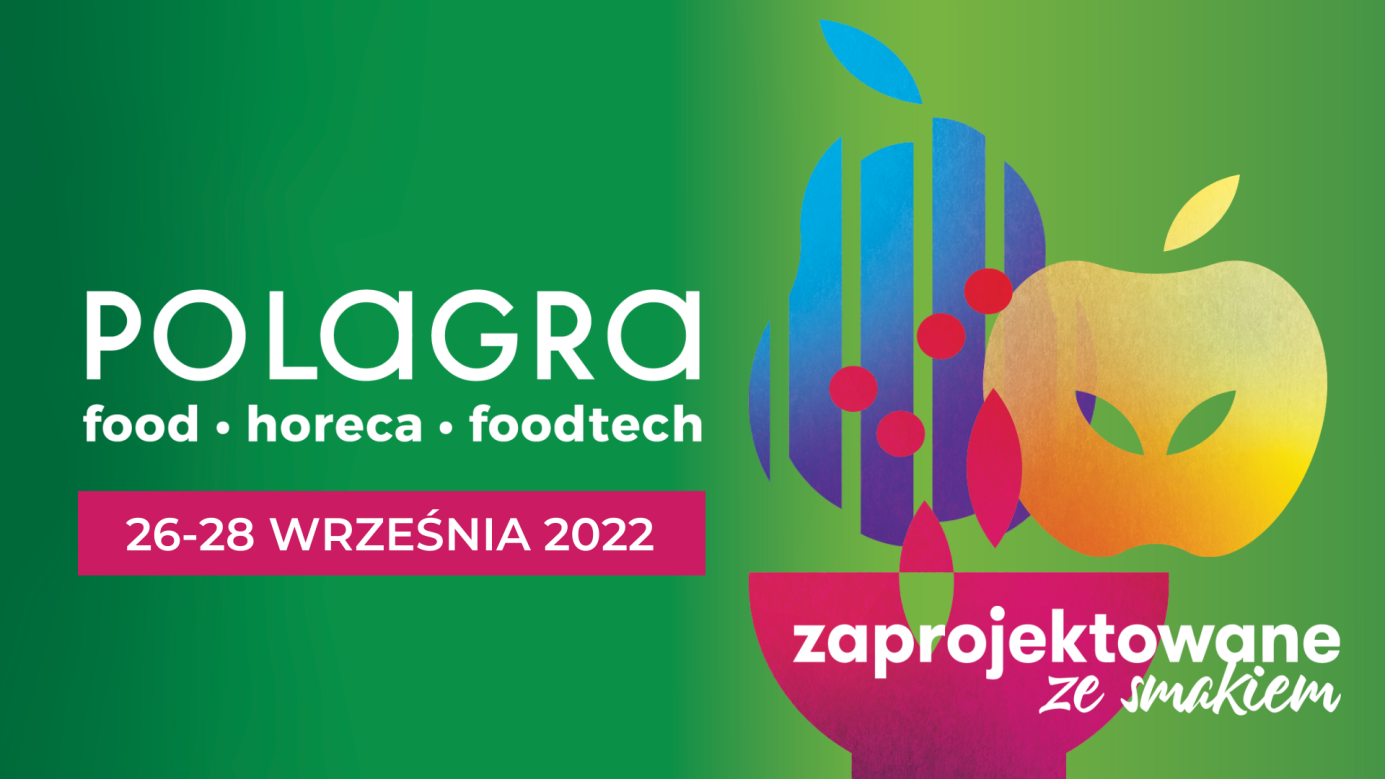 POLAGRA
food • horeca • foodtech
26-28 WRZEŚNIA 2022
zaprojektowane
ze smakiem